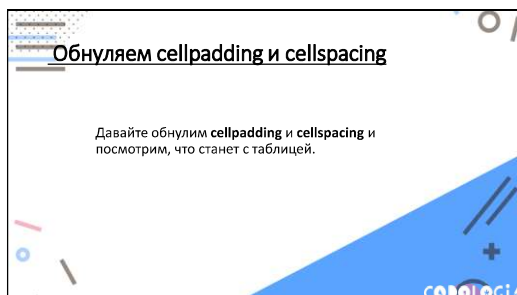 Обнуляем cellpadding и cellspacing
Давайте обнулим cellpadding и cellspacing и
посмотрим, что станет с таблицей.